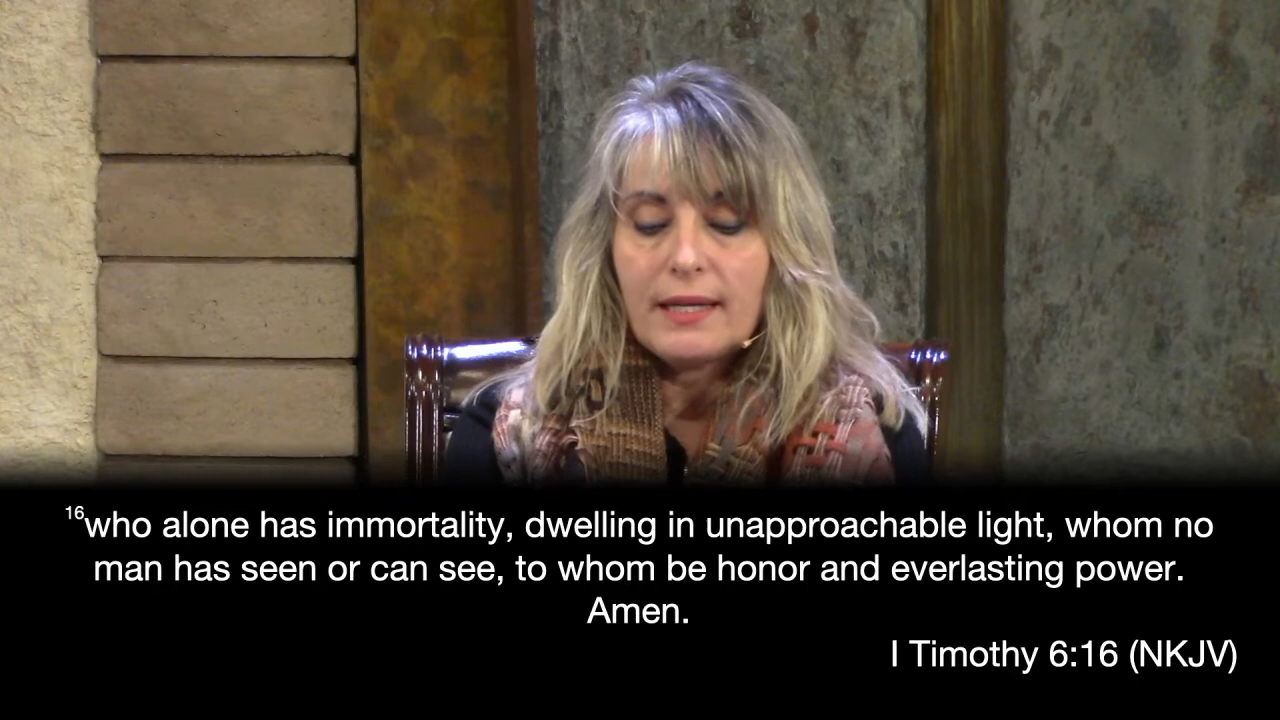 16who alone has immortality, dwelling in unapproachable light, whom no
man has seen or can see, to whom be honor and everlasting power.
Amen.
I Timothy 6:16 (NKJV)